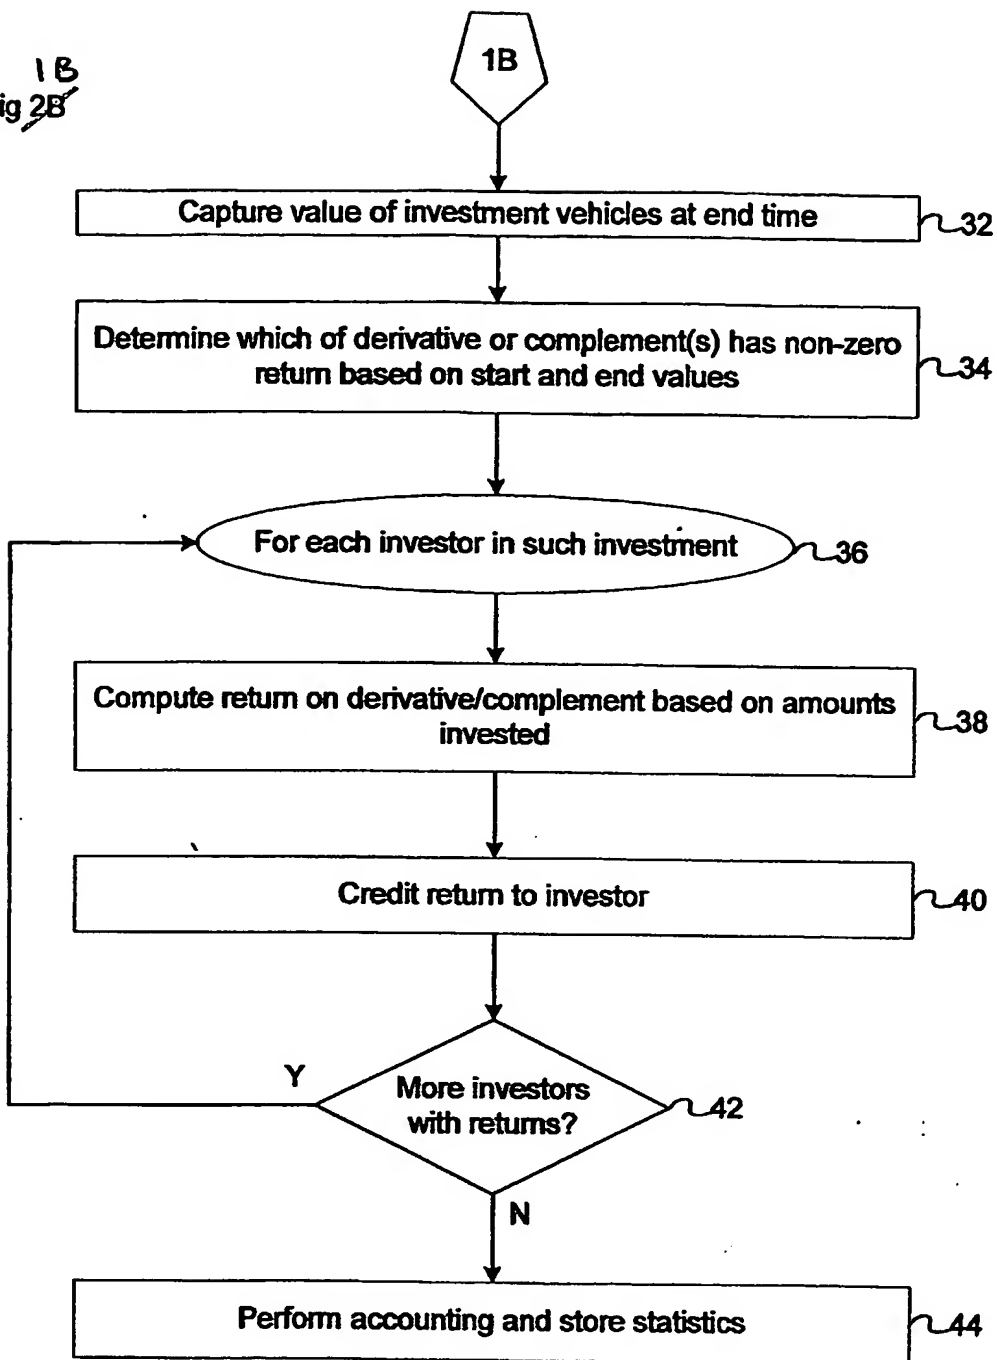 1B
1B
ig 2B
Capture value of investment vehicles at end time
32
Determine which of derivative or complement(s) has non-zero
return based on start and end values
34
For each investor in such investment
36
Compute return on derivative/complement based on amounts
invested
38
Credit return to investor
40
Y
More investors
with returns?
42
N
Perform accounting and store statistics
44